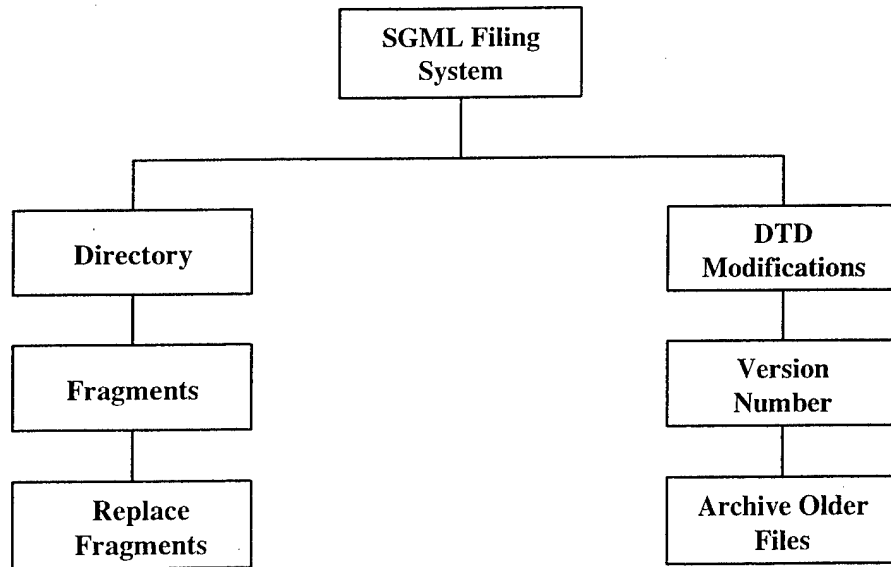 SGML Filing
System
Directory
DTD
Modifications
Fragments
Version
Number
Replace
Fragments
Archive Older
Files